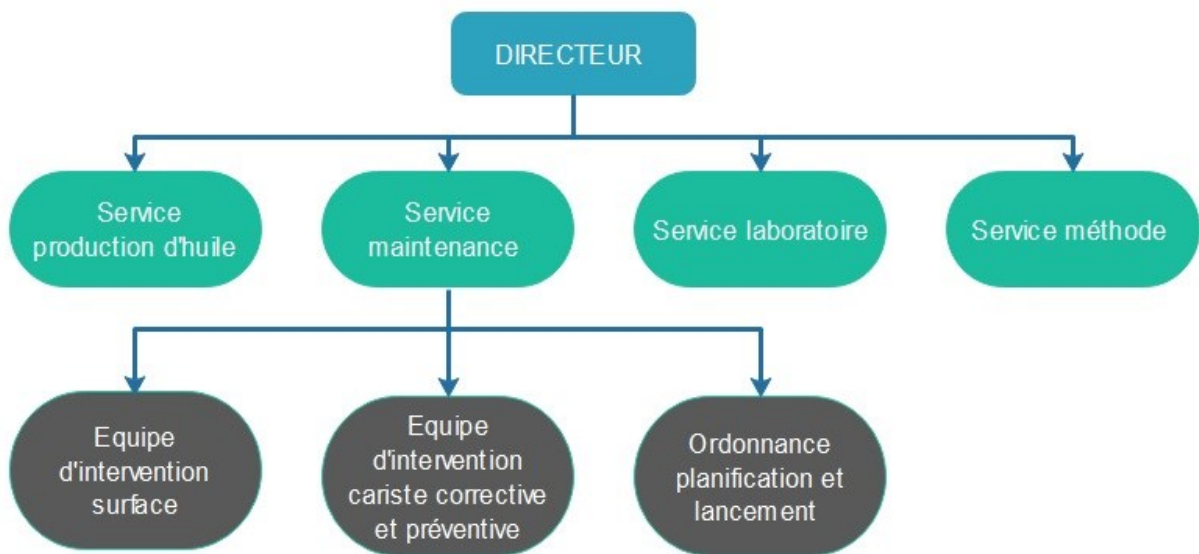 DIRECTEUR
Service
production d'huile
Service
maintenance
Service laboratoire
Service méthode
Equipe
d'intervention
surface
Equipe
d'intervention
cariste corrective
et préventive
Ordonnance
planification et
lancement